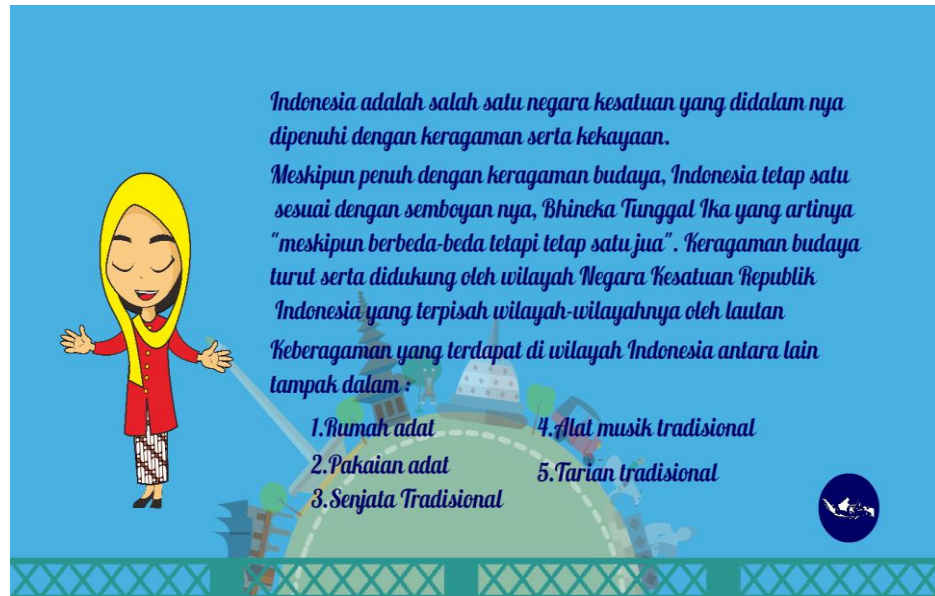 Indonesia adalah salah satu negara kesatuan yang didalam nya
dipenuhi dengan keragaman serta kekayaan.
Meskipun penuh dengan keragaman budaya, Indonesia tetap satu
sesuai dengan semboyan nya, Bhineka Tunggal Ika yang artinya
"meskipun berbeda-beda tetapi tetap satu jua". Keragaman budaya
turut serta didukung oleh wilayah Negara Kesatuan Republik
Indonesia yang terpisah wilayah-wilayahnya oleh lautan
Keberagaman yang terdapat di wilayah Indonesia antara lain
tampak dalam :
1.Rumah adat
2.Pakaian adat
3.Senjata Tradisional
4.Alat musik tradisional
5.Tarian tradisional